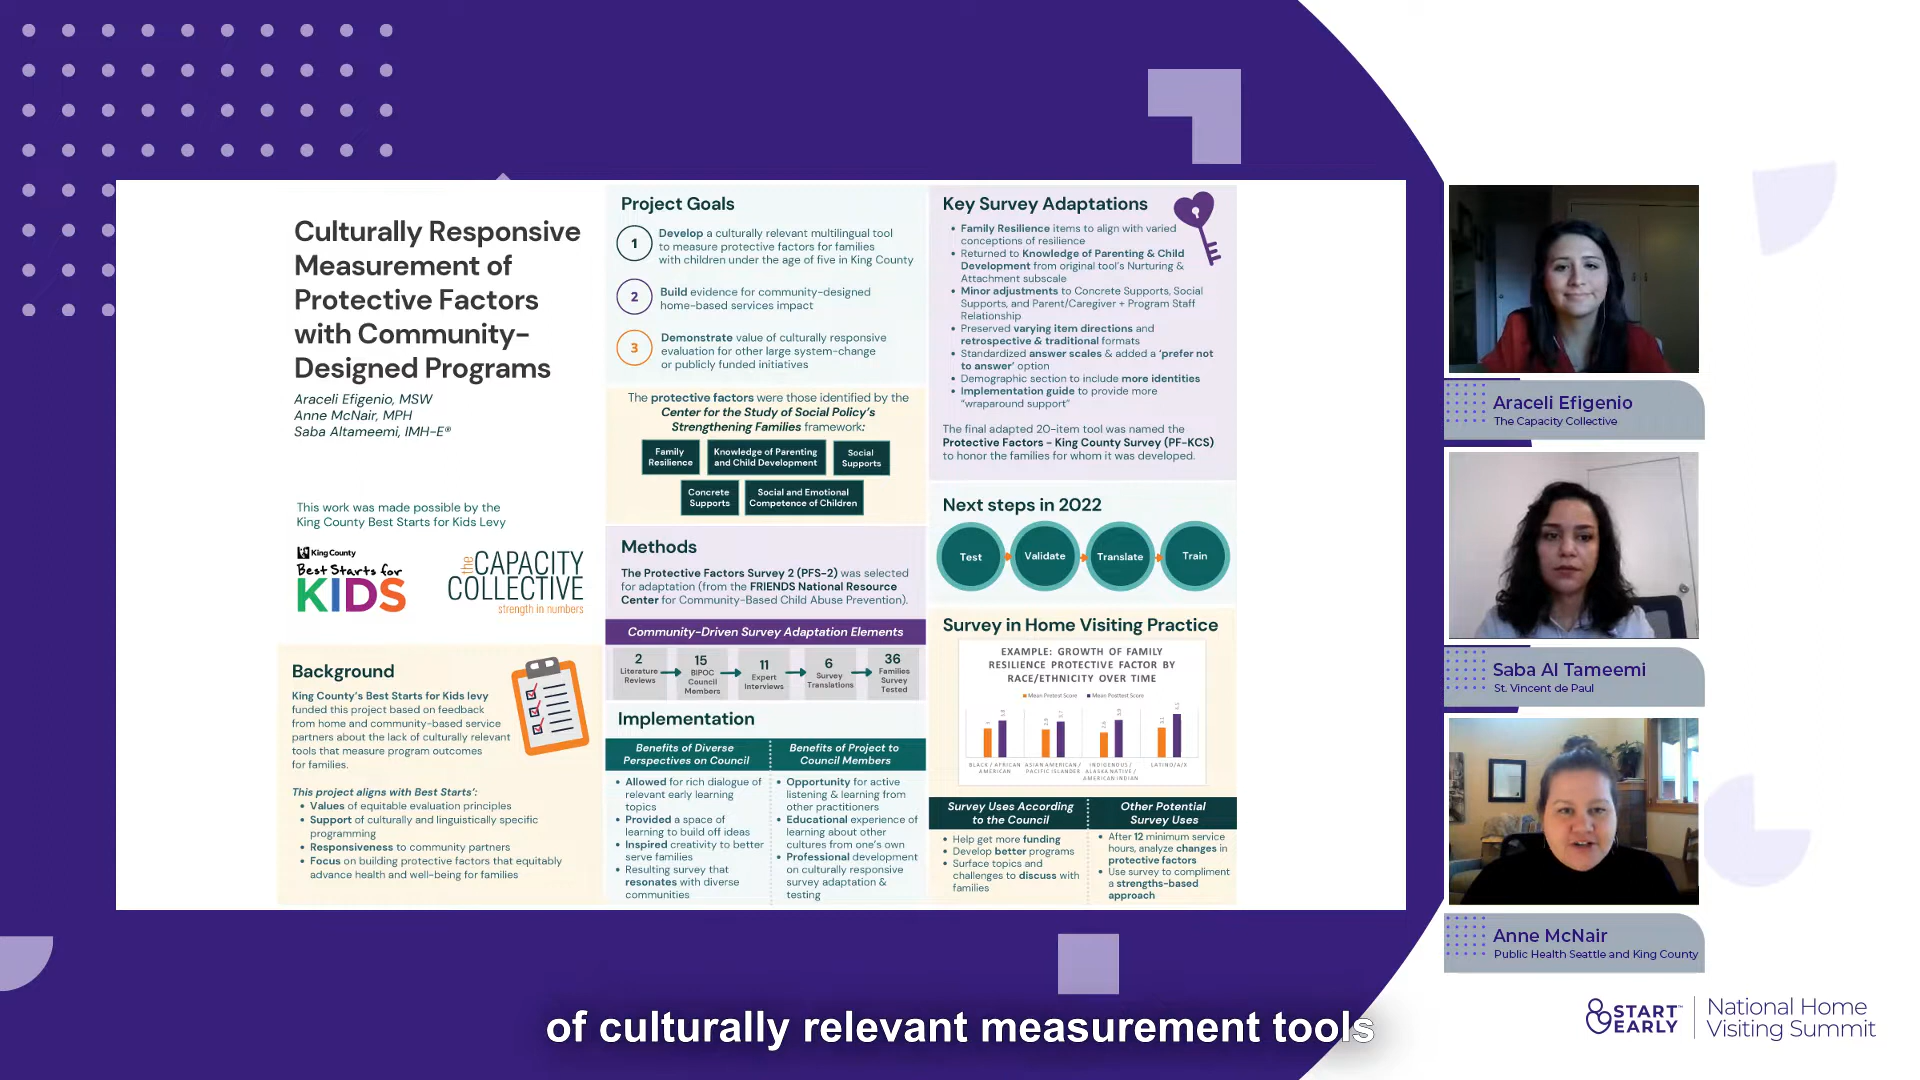 Culturally Responsive
Measurement of
Protective Factors
with Community-
Designed Programs
Araceli Efigenio, MSW
Anne McNair, MPH
Saba Altameemi, IMH-E®
This work was made possible by the
King County Best Starts for Kids Levy
King County
Best Starts for
KIDS
the
CAPACITY
COLLECTIVE
strength in numbers
Background
King County's Best Starts for Kids levy
funded this project based on feedback
from home and community-based service
partners about the lack of culturally relevant
tools that measure program outcomes
for families.
This project aligns with Best Starts':
• Values of equitable evaluation principles
• Support of culturally and linguistically specific
programming
• Responsiveness to community partners
• Focus on building protective factors that equitably
advance health and well-being for families
Project Goals
1
Develop a culturally relevant multilingual tool
to measure protective factors for families
with children under the age of five in King County
2
Build evidence for community-designed
home-based services impact
3
Demonstrate value of culturally responsive
evaluation for other large system-change
or publicly funded initiatives
The protective factors were those identified by the
Center for the Study of Social Policy's
Strengthening Families framework:
Family
Resilience
Knowledge of Parenting
and Child Development
Social
Supports
Concrete
Supports
Social and Emotional
Competence of Children
Methods
The Protective Factors Survey 2 (PFS-2) was selected
for adaptation (from the FRIENDS National Resource
Center for Community-Based Child Abuse Prevention).
Community-Driven Survey Adaptation Elements
2
Literature
Reviews
15
BIPOC
Council
Members
11
Expert
Interviews
6
Survey
Translations
36
Families
Survey
Tested
Implementation
Benefits of Diverse
Perspectives on Council
• Allowed for rich dialogue of
relevant early learning
topics
• Provided a space of
learning to build off ideas
• Inspired creativity to better
serve families
• Resulting survey that
resonates with diverse
communities
Benefits of Project to
Council Members
• Opportunity for active
listening & learning from
other practitioners
• Educational experience of
learning about other
cultures from one's own
• Professional development
on culturally responsive
survey adaptation &
testing
Key Survey Adaptations
• Family Resilience items to align with varied
conceptions of resilience
• Returned to Knowledge of Parenting & Child
Development from original tool's Nurturing &
Attachment subscale
• Minor adjustments to Concrete Supports, Social
Supports, and Parent/Caregiver + Program Staff
Relationship
• Preserved varying item directions and
retrospective & traditional formats
• Standardized answer scales & added a 'prefer not
to answer' option
• Demographic section to include more identities
• Implementation guide to provide more
"wraparound support"
The final adapted 20-item tool was named the
Protective Factors - King County Survey (PF-KCS)
to honor the families for whom it was developed.
Next steps in 2022
Test
Validate
Translate
Train
Survey in Home Visiting Practice
EXAMPLE: GROWTH OF FAMILY
RESILIENCE PROTECTIVE FACTOR BY
RACE/ETHNICITY OVER TIME
Mean Pretest Score
Mean Posttest Score
BLACK / AFRICAN
AMERICAN
ASIAN AMERICAN /
PACIFIC ISLANDER
INDIGENOUS /
ALASKA NATIVE /
AMERICAN INDIAN
LATINO/A/X
Survey Uses According
to the Council
• Help get more funding
• Develop better programs
• Surface topics and
challenges to discuss with
families
Other Potential
Survey Uses
• After 12 minimum service
hours, analyze changes in
protective factors
• Use survey to compliment
a strengths-based
approach
Araceli Efigenio
The Capacity Collective
Saba Al Tameemi
St. Vincent de Paul
Anne McNair
Public Health Seattle and King County
START™
EARLY
National Home
Visiting Summit
of culturally relevant measurement tools